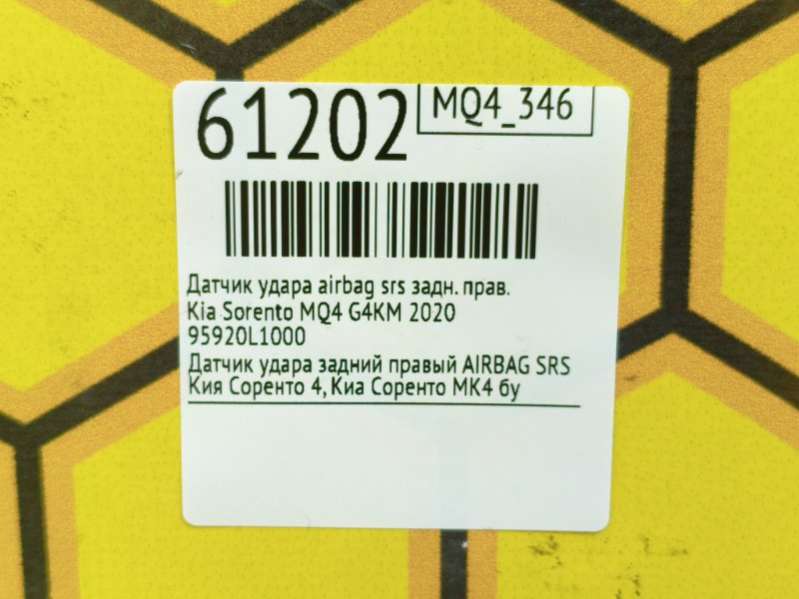 61202
MQ4_346
Датчик удара airbag srs задн. прав.
Kia Sorento MQ4 G4KM 2020
95920L1000
Датчик удара задний правый AIRBAG SRS
Кия Соренто 4, Киа Соренто МК4 бу